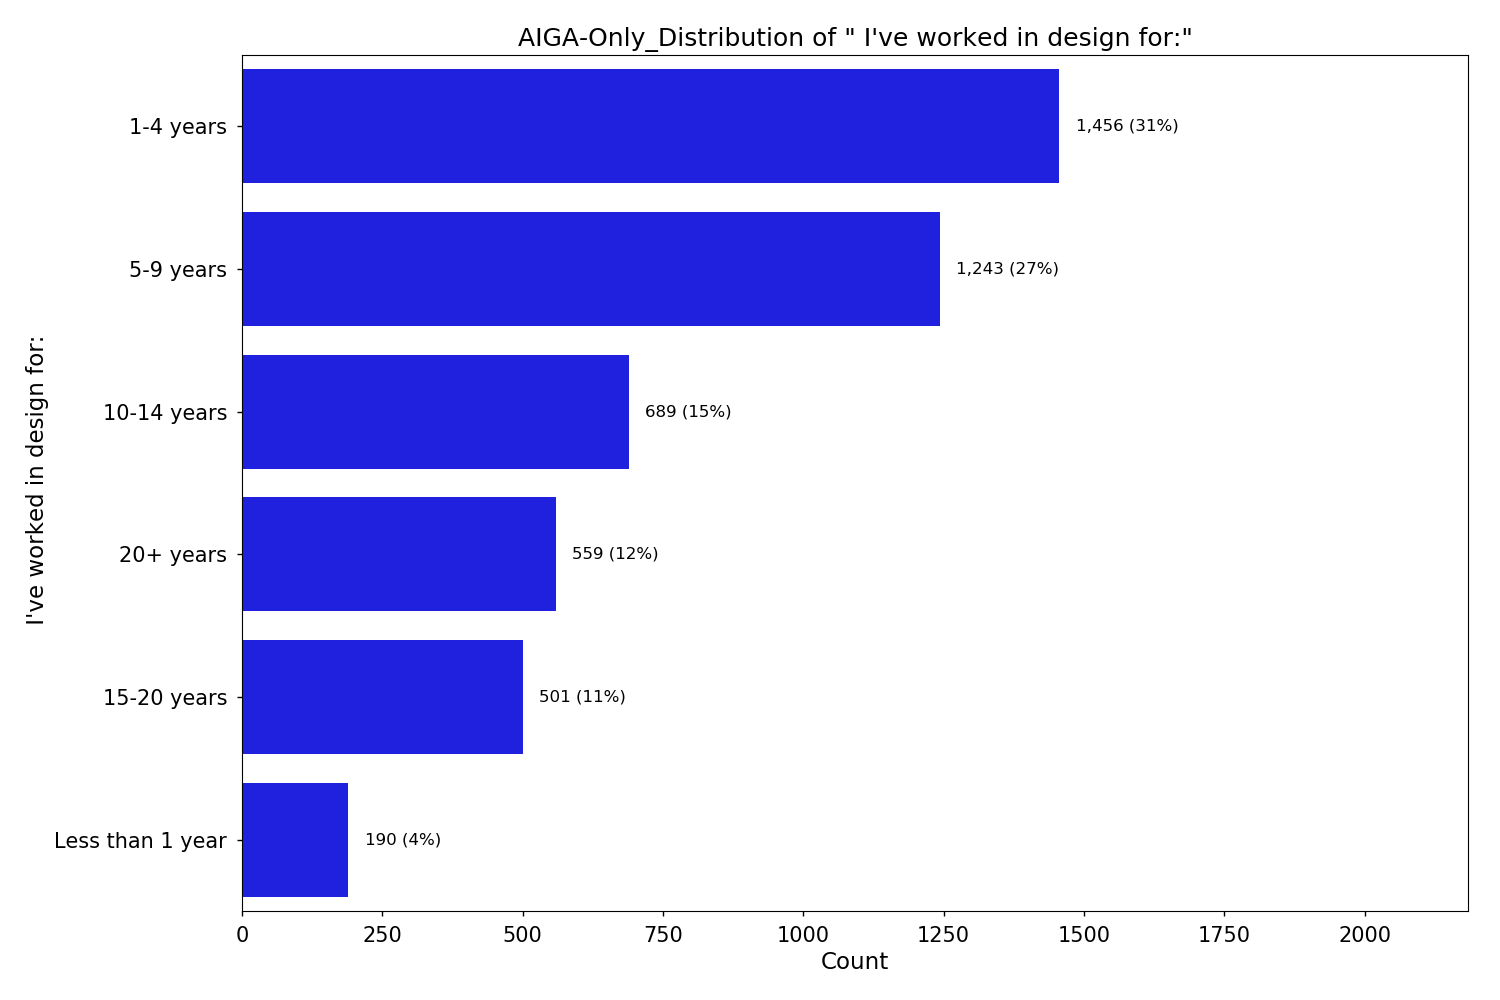 AIGA-Only_Distribution of " I've worked in design for:"
I've worked in design for:
1-4 years
1,456 (31%)
5-9 years
1,243 (27%)
10-14 years
689 (15%)
20+ years
559 (12%)
15-20 years
501 (11%)
Less than 1 year
190 (4%)
0 250 500 750 1000 1250 1500 1750 2000
Count